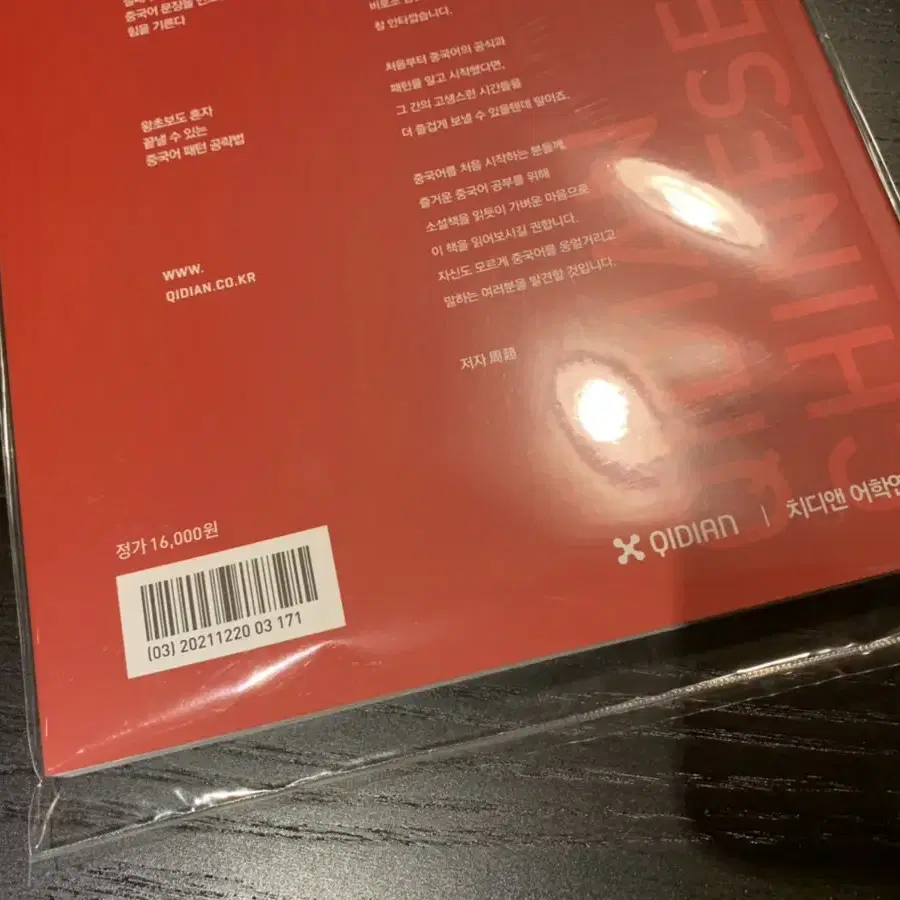 중국어 문장을
힘을 기른다
왕초보도 혼자
끝낼 수 있는
중국어 패턴 공략법
WWW.
QIDIAN.CO.KR
참 안타깝습니다.
처음부터 중국어의 공식과
패턴을 알고 시작했다면,
그 간의 고생스런 시간들을
더 즐겁게 보낼 수 있을텐데 말이죠.
중국어를 처음 시작하는 분들께,
즐거운 중국어 공부를 위해
소설책을 읽듯이 가벼운 마음으로
이 책을 읽어보시길 권합니다.
자신도 모르게 중국어를 웅얼거리고
말하는 여러분을 발견할 것입니다.
저자 周
정가 16,000원
(03) 20211220 03 171
QIDIAN | 치디앤 어학연
QIDIAN
CHINESE